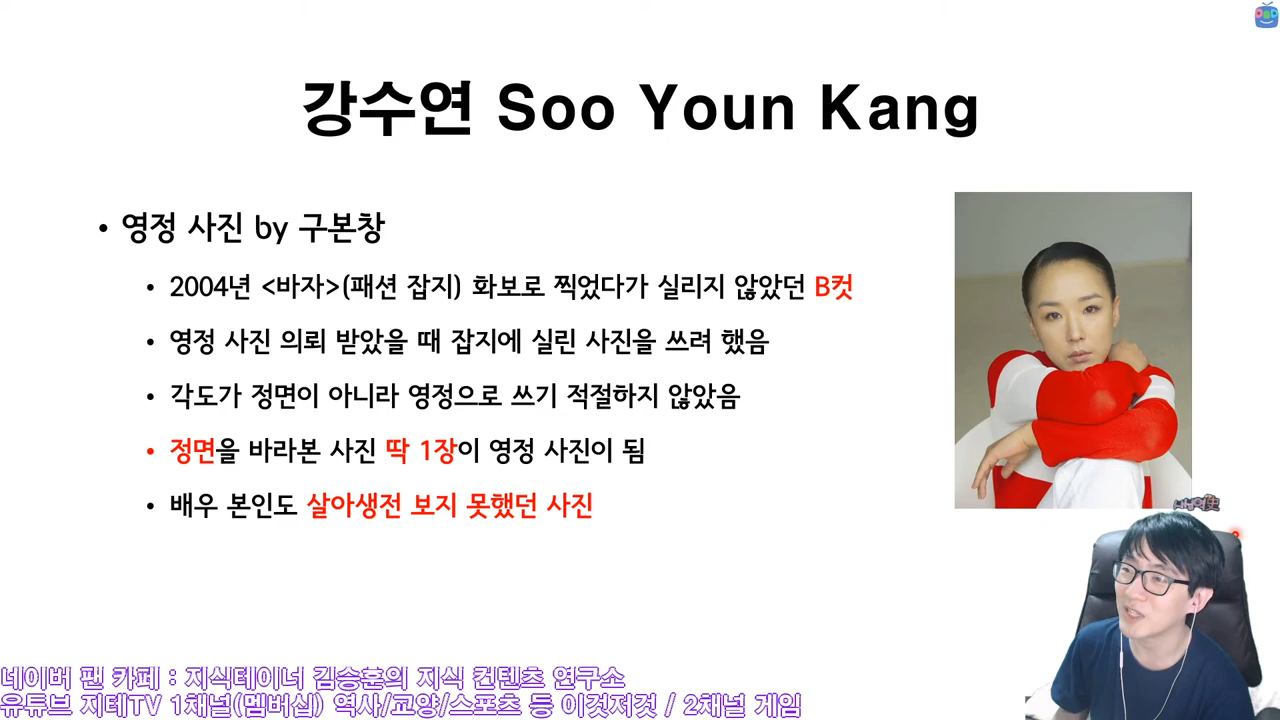 강수연 Soo Youn Kang
• 영정 사진 by 구본창
• 2004년 <바자>(패션 잡지) 화보로 찍었다가 실리지 않았던 B컷
• 영정 사진 의뢰 받았을 때 잡지에 실린 사진을 쓰려 했음
• 각도가 정면이 아니라 영정으로 쓰기 적절하지 않았음
• 정면을 바라본 사진 딱 1장이 영정 사진이 됨
• 배우 본인도 살아생전 보지 못했던 사진
네이버 팬 카페 : 지식테이너 김승훈의 지식 컨텐츠 연구소
유튜브 지테TV 1채널(멤버십) 역사/교양/스포츠 등 이것저것 / 2채널 게임